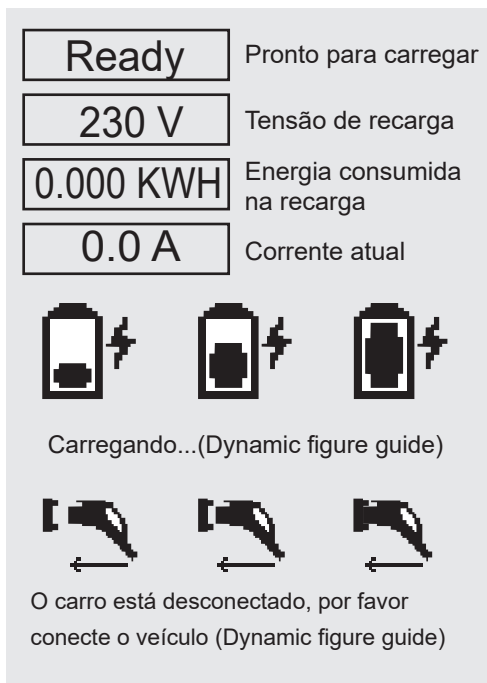 Ready Pronto para carregar
230 V Tensão de recarga
0.000 KWH Energia consumida
na recarga
0.0 A Corrente atual
Carregando...(Dynamic figure guide)
O carro está desconectado, por favor
conecte o veículo (Dynamic figure guide)